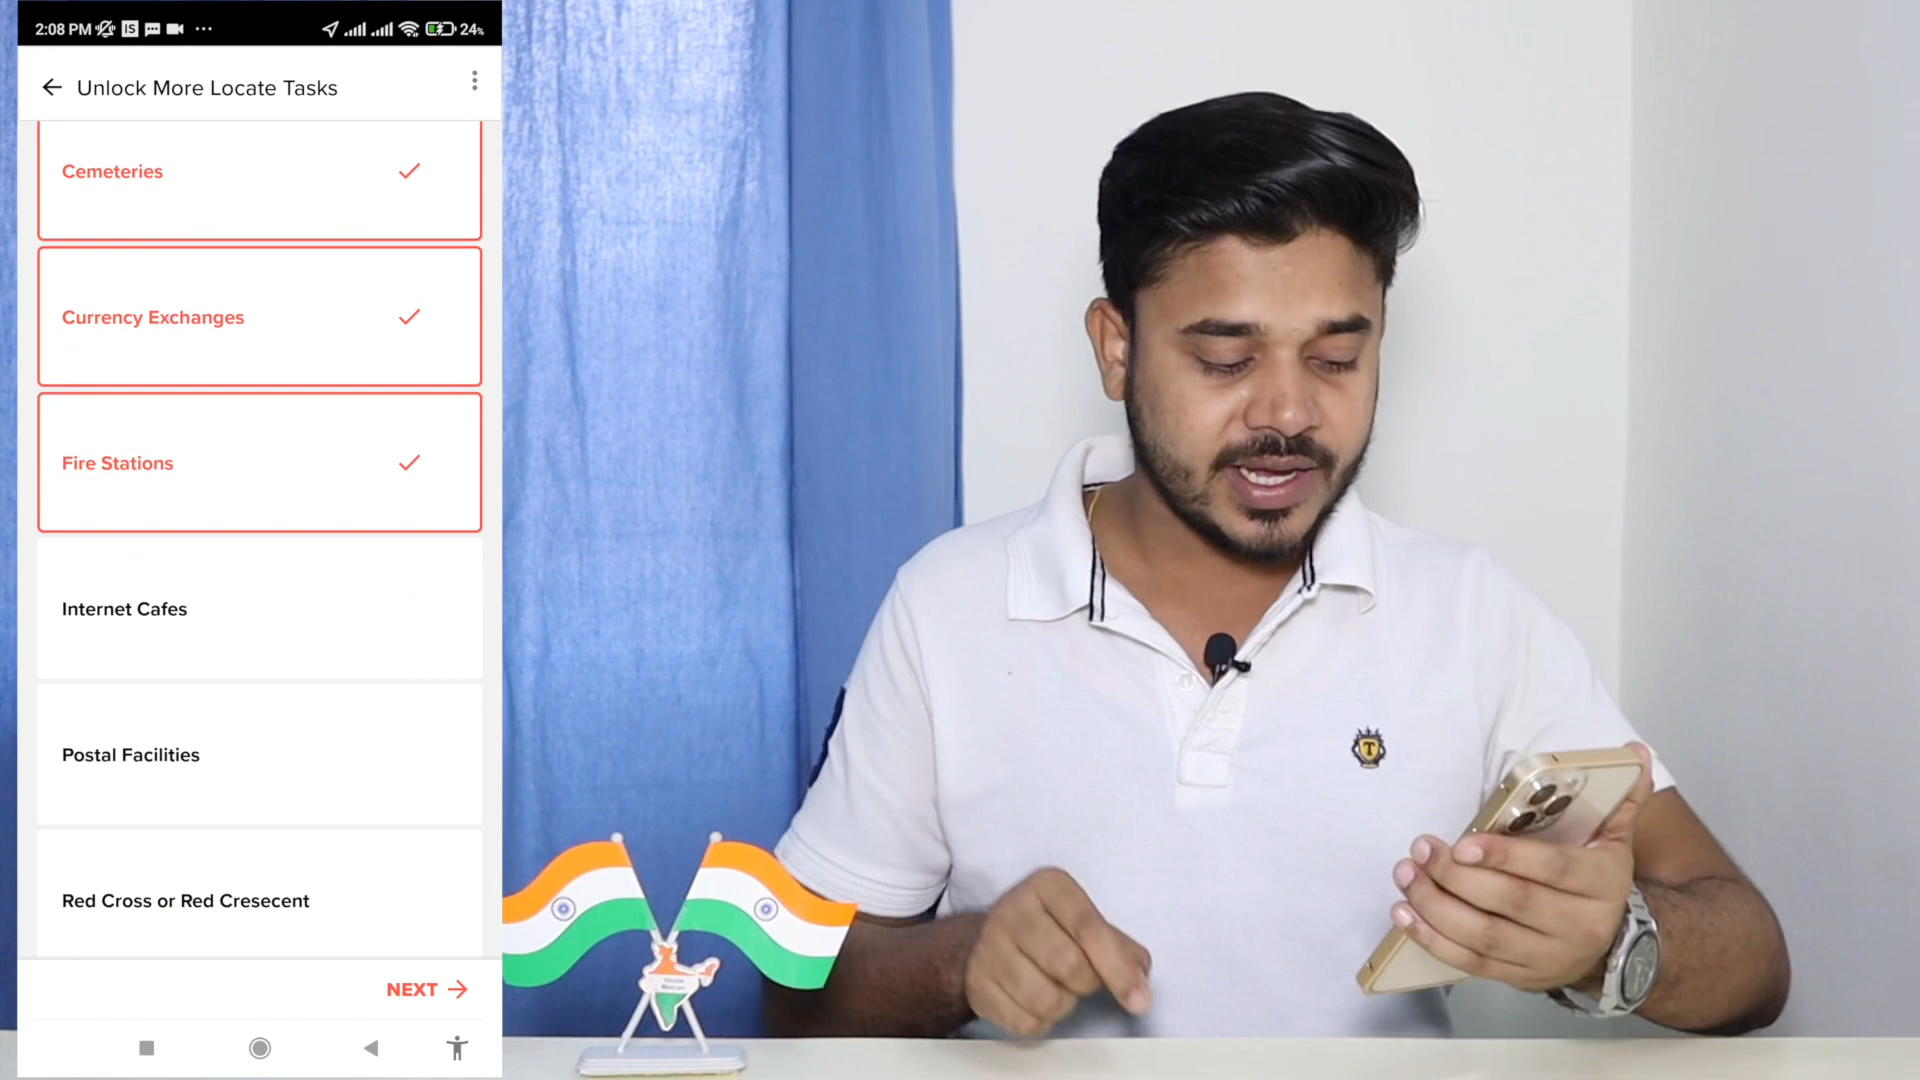 2:08 PM
24%
Unlock More Locate Tasks
Cemeteries
Currency Exchanges
Fire Stations
Internet Cafes
Postal Facilities
Red Cross or Red Cresecent
NEXT
T